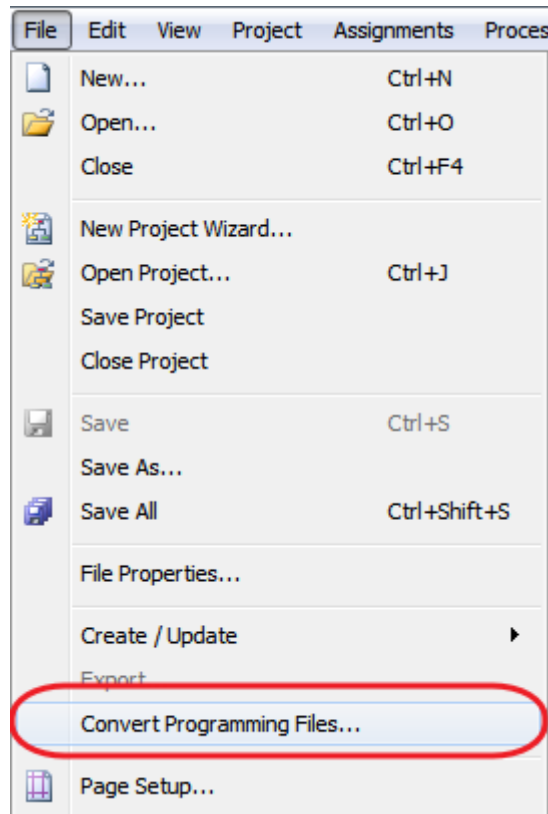 File Edit View Project Assignments Proces
New... Ctrl+N
Open... Ctrl+O
Close Ctrl+F4
New Project Wizard...
Open Project... Ctrl+J
Save Project
Close Project
Save Ctrl+S
Save As...
Save All Ctrl+Shift+S
File Properties...
Create / Update
Export...
Convert Programming Files...
Page Setup...